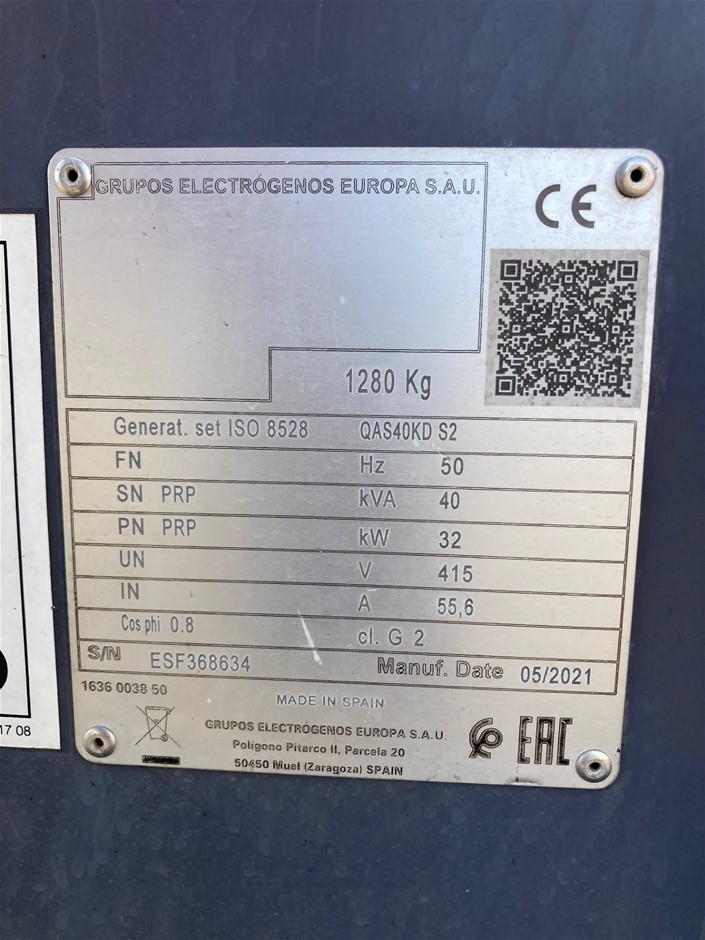 GRUPOS ELECTRÓGENOS EUROPA S.A.U.
CE
1280 Kg
Generat. set ISO 8528 QAS40KD S2
FN Hz 50
SN PRP kVA 40
PN PRP kW 32
UN V 415
IN A 55,6
Cos phi 0.8 cl. G 2
S/N ESF368634 Manuf. Date 05/2021
1636 0038 50
MADE IN SPAIN
GRUPOS ELECTRÓGENOS EUROPA S.A.U.
Polígono Pitarco II, Parcela 20
50450 Muel (Zaragoza) SPAIN
EAC
17 08